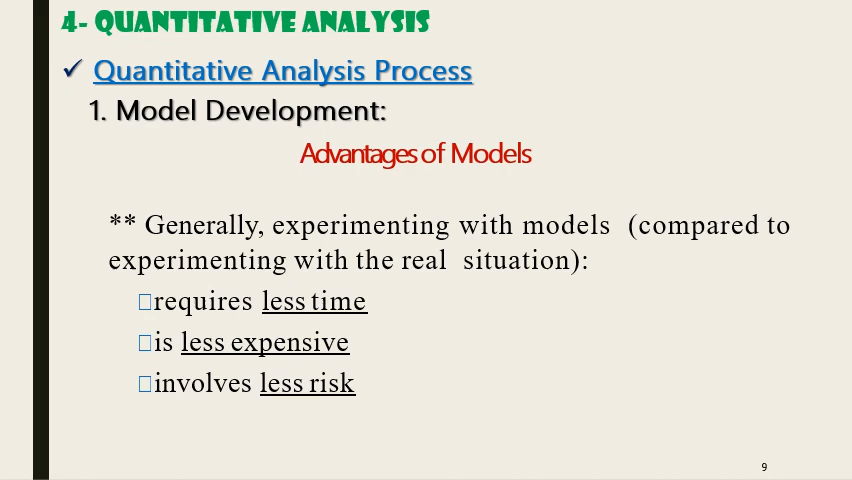 4- QUANTITATIVE ANALYSIS
✓ Quantitative Analysis Process
1. Model Development:
Advantages of Models
** Generally, experimenting with models (compared to
experimenting with the real situation):
requires less time
is less expensive
involves less risk
9